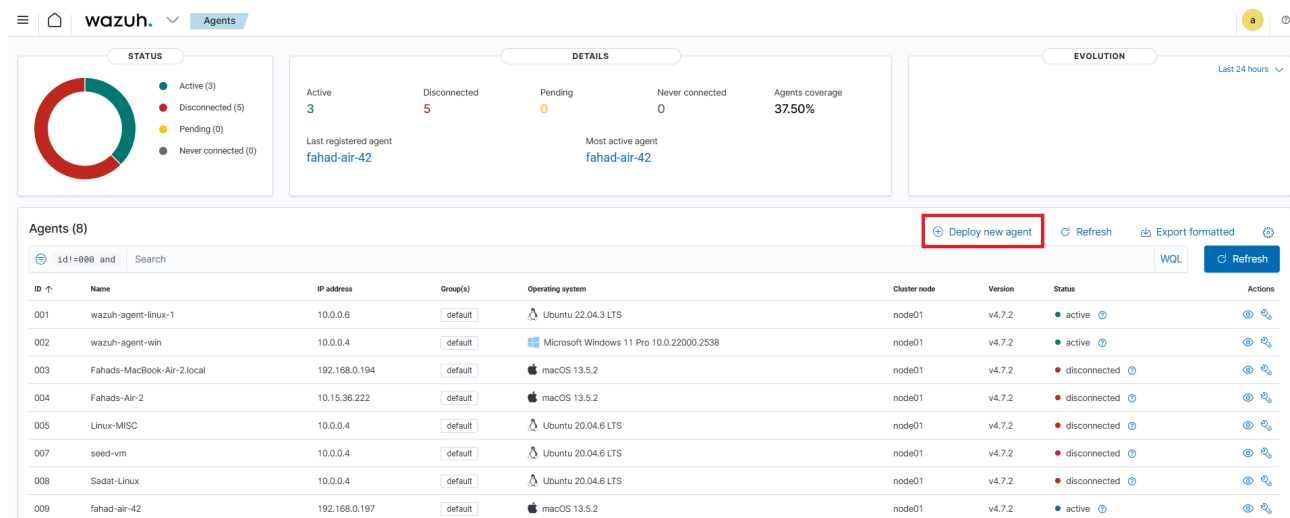 wazuh. Agents a
STATUS
Active (3)
Disconnected (5)
Pending (0)
Never connected (0)
DETAILS
Active Disconnected Pending Never connected Agents coverage
3 5 0 0 37.50%
Last registered agent Most active agent
fahad-air-42 fahad-air-42
EVOLUTION
Last 24 hours
Agents (8) Deploy new agent Refresh Export formatted
id!=000 and Search WQL Refresh
ID Name IP address Group(s) Operating system Cluster node Version Status Actions
001 wazuh-agent-linux-1 10.0.0.6 default Ubuntu 22.04.3 LTS node01 v4.7.2 active
002 wazuh-agent-win 10.0.0.4 default Microsoft Windows 11 Pro 10.0.22000.2538 node01 v4.7.2 active
003 Fahads-MacBook-Air-2.local 192.168.0.194 default macOS 13.5.2 node01 v4.7.2 disconnected
004 Fahads-Air-2 10.15.36.222 default macOS 13.5.2 node01 v4.7.2 disconnected
005 Linux-MISC 10.0.0.4 default Ubuntu 20.04.6 LTS node01 v4.7.2 disconnected
007 seed-vm 10.0.0.4 default Ubuntu 20.04.6 LTS node01 v4.7.2 disconnected
008 Sadat-Linux 10.0.0.4 default Ubuntu 20.04.6 LTS node01 v4.7.2 disconnected
009 fahad-air-42 192.168.0.197 default macOS 13.5.2 node01 v4.7.2 active